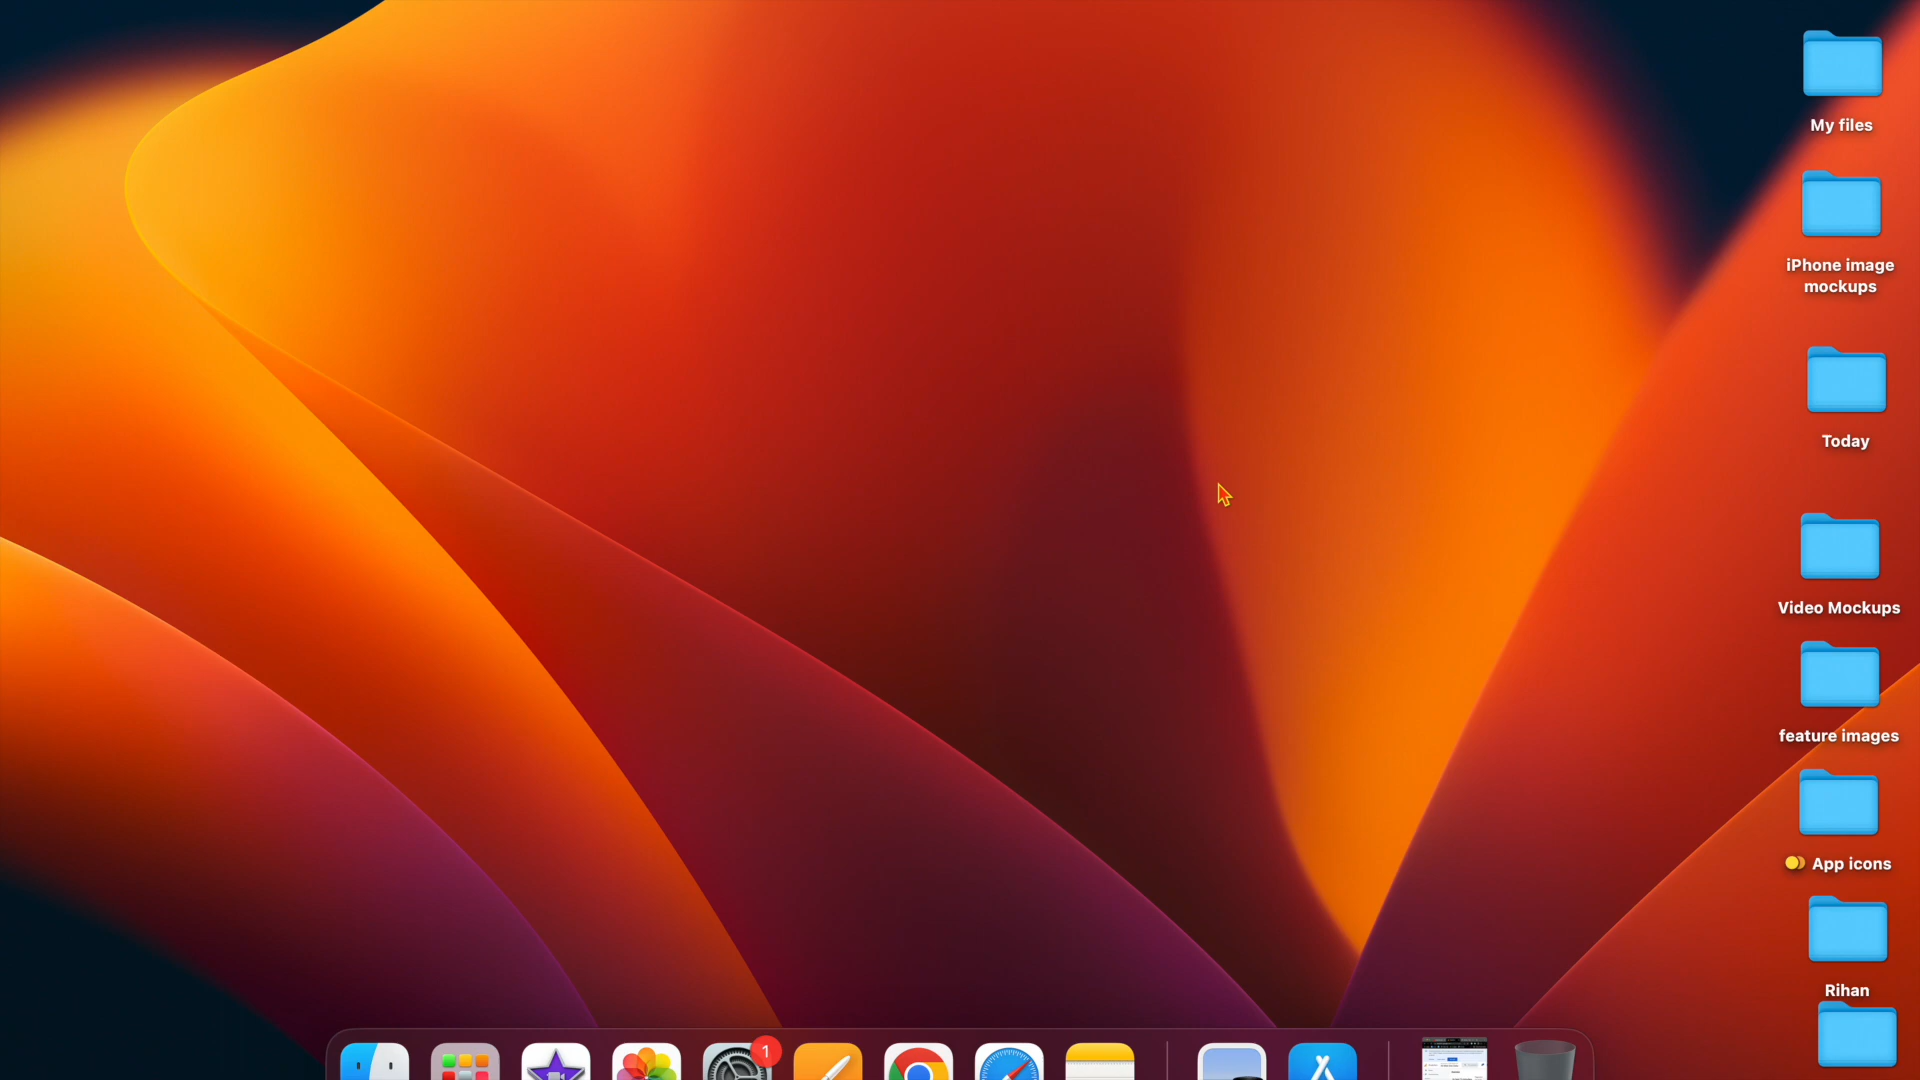 My files
iPhone image
mockups
Today
Video Mockups
feature images
App icons
Rihan
1